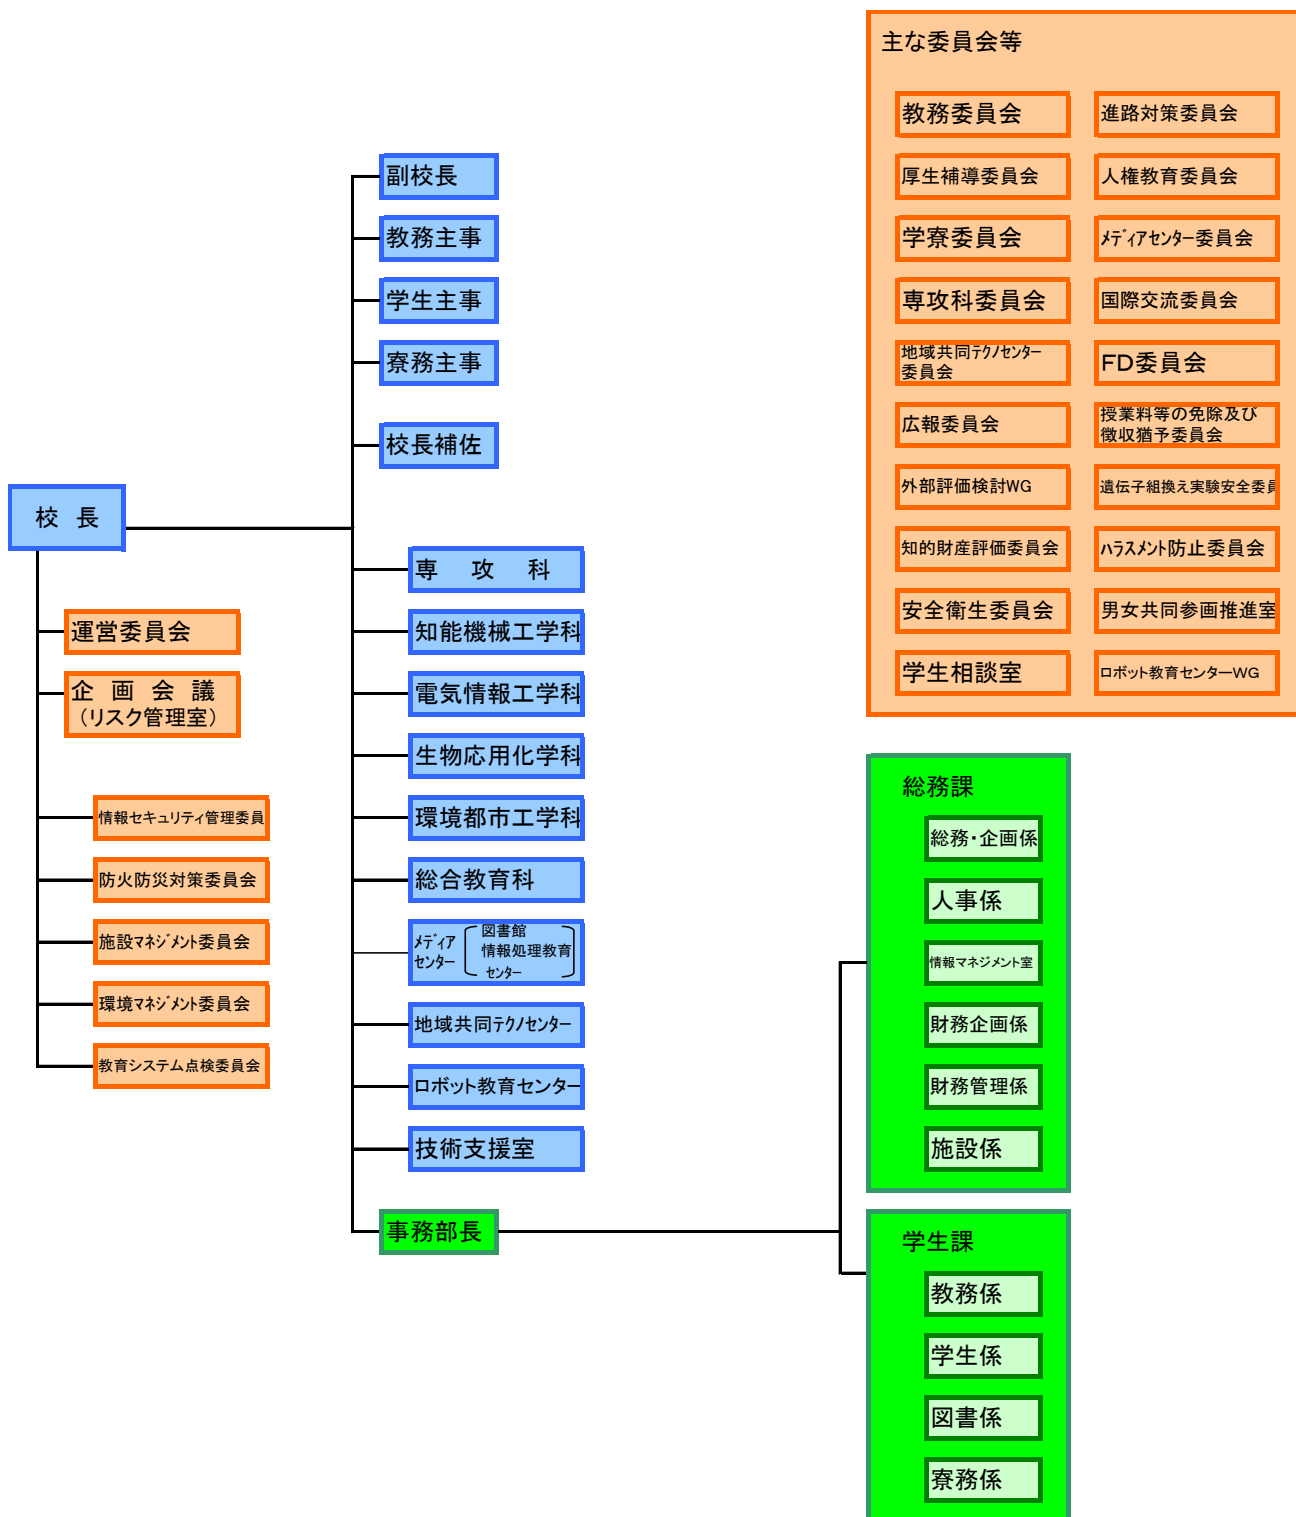 主な委員会等
教務委員会
進路対策委員会
厚生補導委員会
人権教育委員会
学寮委員会
ﾒﾃﾞｨｱｾﾝﾀｰ委員会
専攻科委員会
国際交流委員会
地域共同ﾃｸﾉｾﾝﾀｰ
委員会
FD委員会
広報委員会
授業料等の免除及び
徴収猶予委員会
外部評価検討WG
遺伝子組換え実験安全委員
知的財産評価委員会
ﾊﾗｽﾒﾝﾄ防止委員会
安全衛生委員会
男女共同参画推進室
学生相談室
ロボット教育センターWG
副校長
教務主事
学生主事
寮務主事
校長補佐
校 長
運営委員会
企 画 会 議
(リスク管理室)
情報セキュリティ管理委員
防火防災対策委員会
施設ﾏﾈｼﾞﾒﾝﾄ委員会
環境ﾏﾈｼﾞﾒﾝﾄ委員会
教育システム点検委員会
専 攻 科
知能機械工学科
電気情報工学科
生物応用化学科
環境都市工学科
総合教育科
ﾒﾃﾞｨｱ
ｾﾝﾀｰ
図書館
情報処理教育
ｾﾝﾀｰ
地域共同ﾃｸﾉｾﾝﾀｰ
ロボット教育センター
技術支援室
事務部長
総務課
総務・企画係
人事係
情報マネジメント室
財務企画係
財務管理係
施設係
学生課
教務係
学生係
図書係
寮務係